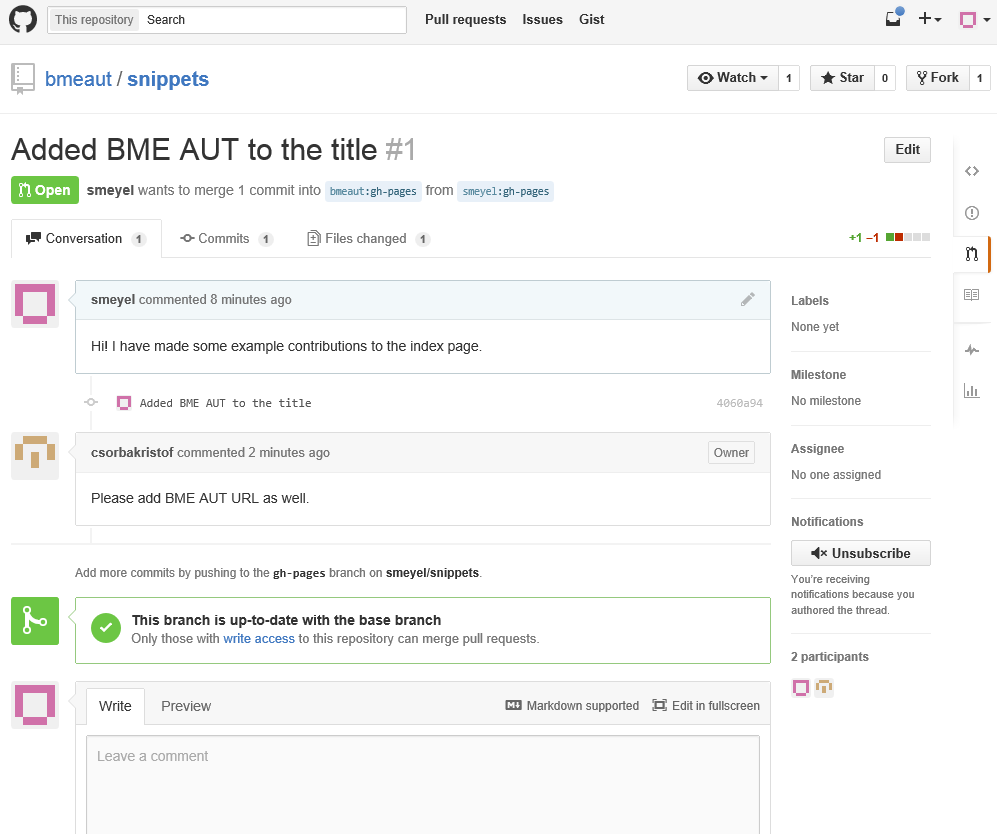 This repository Search Pull requests Issues Gist
bmeaut / snippets Watch 1 Star 0 Fork 1
Added BME AUT to the title #1 Edit
Open smeyel wants to merge 1 commit into bmeaut:gh-pages from smeyel:gh-pages
Conversation 1 Commits 1 Files changed 1 +1 −1
smeyel commented 8 minutes ago
Hi! I have made some example contributions to the index page.
Added BME AUT to the title 4060a94
csorbakristof commented 2 minutes ago Owner
Please add BME AUT URL as well.
Add more commits by pushing to the gh-pages branch on smeyel/snippets.
This branch is up-to-date with the base branch
Only those with write access to this repository can merge pull requests.
Write Preview Markdown supported Edit in fullscreen
Leave a comment
Labels
None yet
Milestone
No milestone
Assignee
No one assigned
Notifications
Unsubscribe
You're receiving
notifications because you
authored the thread.
2 participants